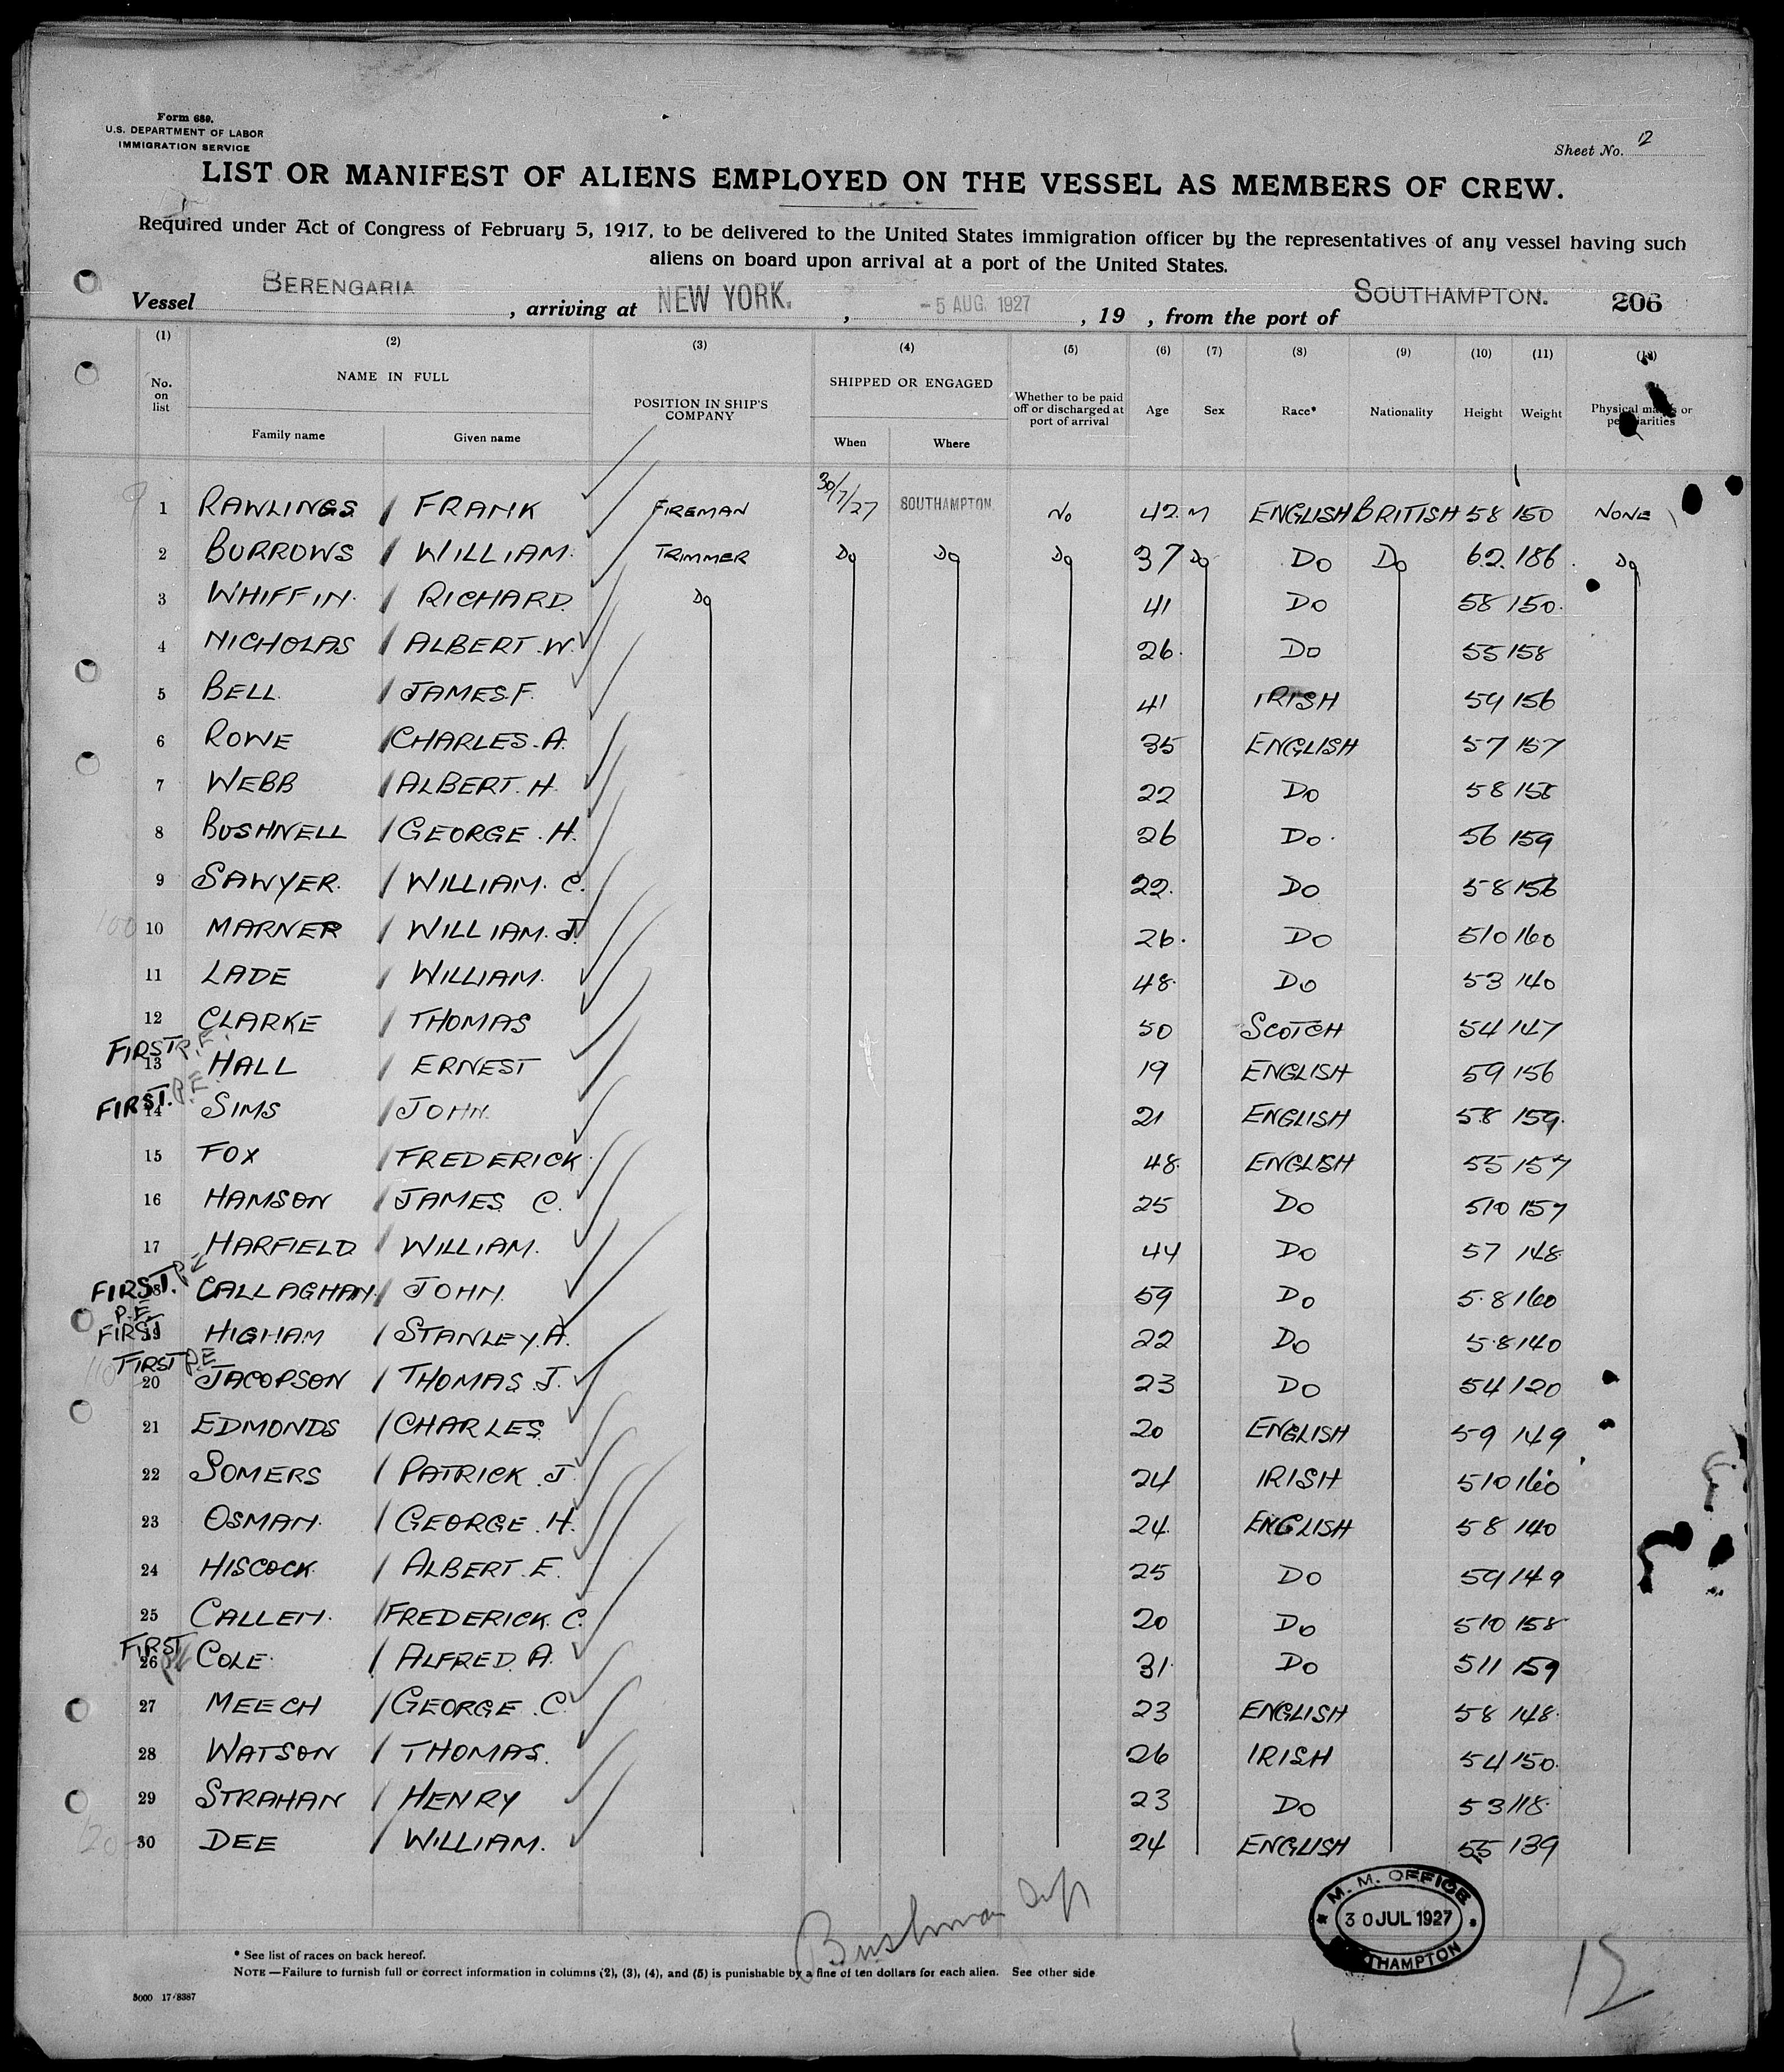 Form 689.
U.S. DEPARTMENT OF LABOR
IMMIGRATION SERVICE
Sheet No. 12
LIST OR MANIFEST OF ALIENS EMPLOYED ON THE VESSEL AS MEMBERS OF CREW.
Required under Act of Congress of February 5, 1917, to be delivered to the United States immigration officer by the representatives of any vessel having such
aliens on board upon arrival at a port of the United States.
Vessel BERENGARIA, arriving at NEW YORK., -5 AUG. 1927, 19 , from the port of SOUTHAMPTON. 206
(1) (2) (3) (4) (5) (6) (7) (8) (9) (10) (11) (12)
No. on list NAME IN FULL POSITION IN SHIP'S COMPANY SHIPPED OR ENGAGED Whether to be paid off or discharged at port of arrival Age Sex Race* Nationality Height Weight Physical marks or peculiarities
Family name Given name When Where
1 RAWLINGS / FRANK FIREMAN 30/7/27 SOUTHAMPTON. No 42 M ENGLISH BRITISH 58 150 NONE
2 BURROWS / WILLIAM. TRIMMER Do Do Do 37 Do Do Do 6.2. 186 Do
3 WHIFFIN. / RICHARD. Do 41 Do 58 150.
4 NICHOLAS / ALBERT.W. 26. Do 55 158
5 BELL / JAMES.F. 41 IRISH 59 156
6 ROWE / CHARLES.A. 35 ENGLISH 57 157
7 WEBB / ALBERT.H. 22 Do 58 158
8 BUSHNELL / GEORGE.H. 26 Do. 56 159
9 SAWYER. / WILLIAM. C. 22. Do 58 156
10 MARNER / WILLIAM.J. 26. Do 510 160
11 LADE / WILLIAM. 48. Do 53 140
12 CLARKE / THOMAS 50 SCOTCH 54 147
FIRST P.E.
13 HALL / ERNEST 19 ENGLISH 59 156
FIRST. P.E
14 SIMS / JOHN. 21 ENGLISH 58 159.
15 FOX / FREDERICK. 48. ENGLISH 55 157
16 HAMSON / JAMES C. 25 Do 510 157
17 HARFIELD / WILLIAM. 44 Do 57 148
FIRST. P.E
18 CALLAGHAN. / JOHN. 59 Do 5.8 160
P.E.
FIRST
19 HIGHAM / STANLEY.A. 22 Do 5.8 140
FIRST P.E
20 JACOPSON / THOMAS.J. 23 Do 54 120
21 EDMONDS / CHARLES. 20 ENGLISH 59 149
22 SOMERS / PATRICK.J 24 IRISH 510 160
23 OSMAN. / GEORGE.H. 24. ENGLISH 58 140
24 HISCOCK. / ALBERT.E. 25 Do 59 149
25 CALLEN. / FREDERICK.C. 20 Do 510 158
FIRST
26 COLE. / ALFRED.A. 31. Do 511 159
27 MEECH / GEORGE.C. 23 ENGLISH 58 148.
28 WATSON / THOMAS. 26 IRISH 54 150.
29 STRAHAN / HENRY 23 Do 53 118.
30 DEE / WILLIAM. 24 ENGLISH 55 139
M. M. OFFICE
30 JUL 1927
SOUTHAMPTON
* See list of races on back hereof.
NOTE—Failure to furnish full or correct information in columns (2), (3), (4), and (5) is punishable by a fine of ten dollars for each alien. See other side
5000 17-8387
12